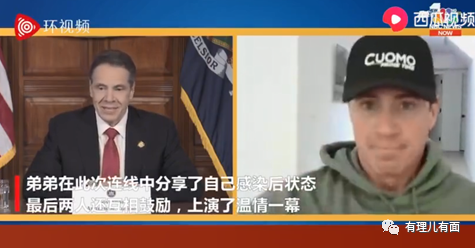 环视频
西瓜视频
NOW
EXCELSIOR
CUOMO
弟弟在此次连线中分享了自己感染后状态
最后两人还互相鼓励，上演了温情一幕
有理儿有面